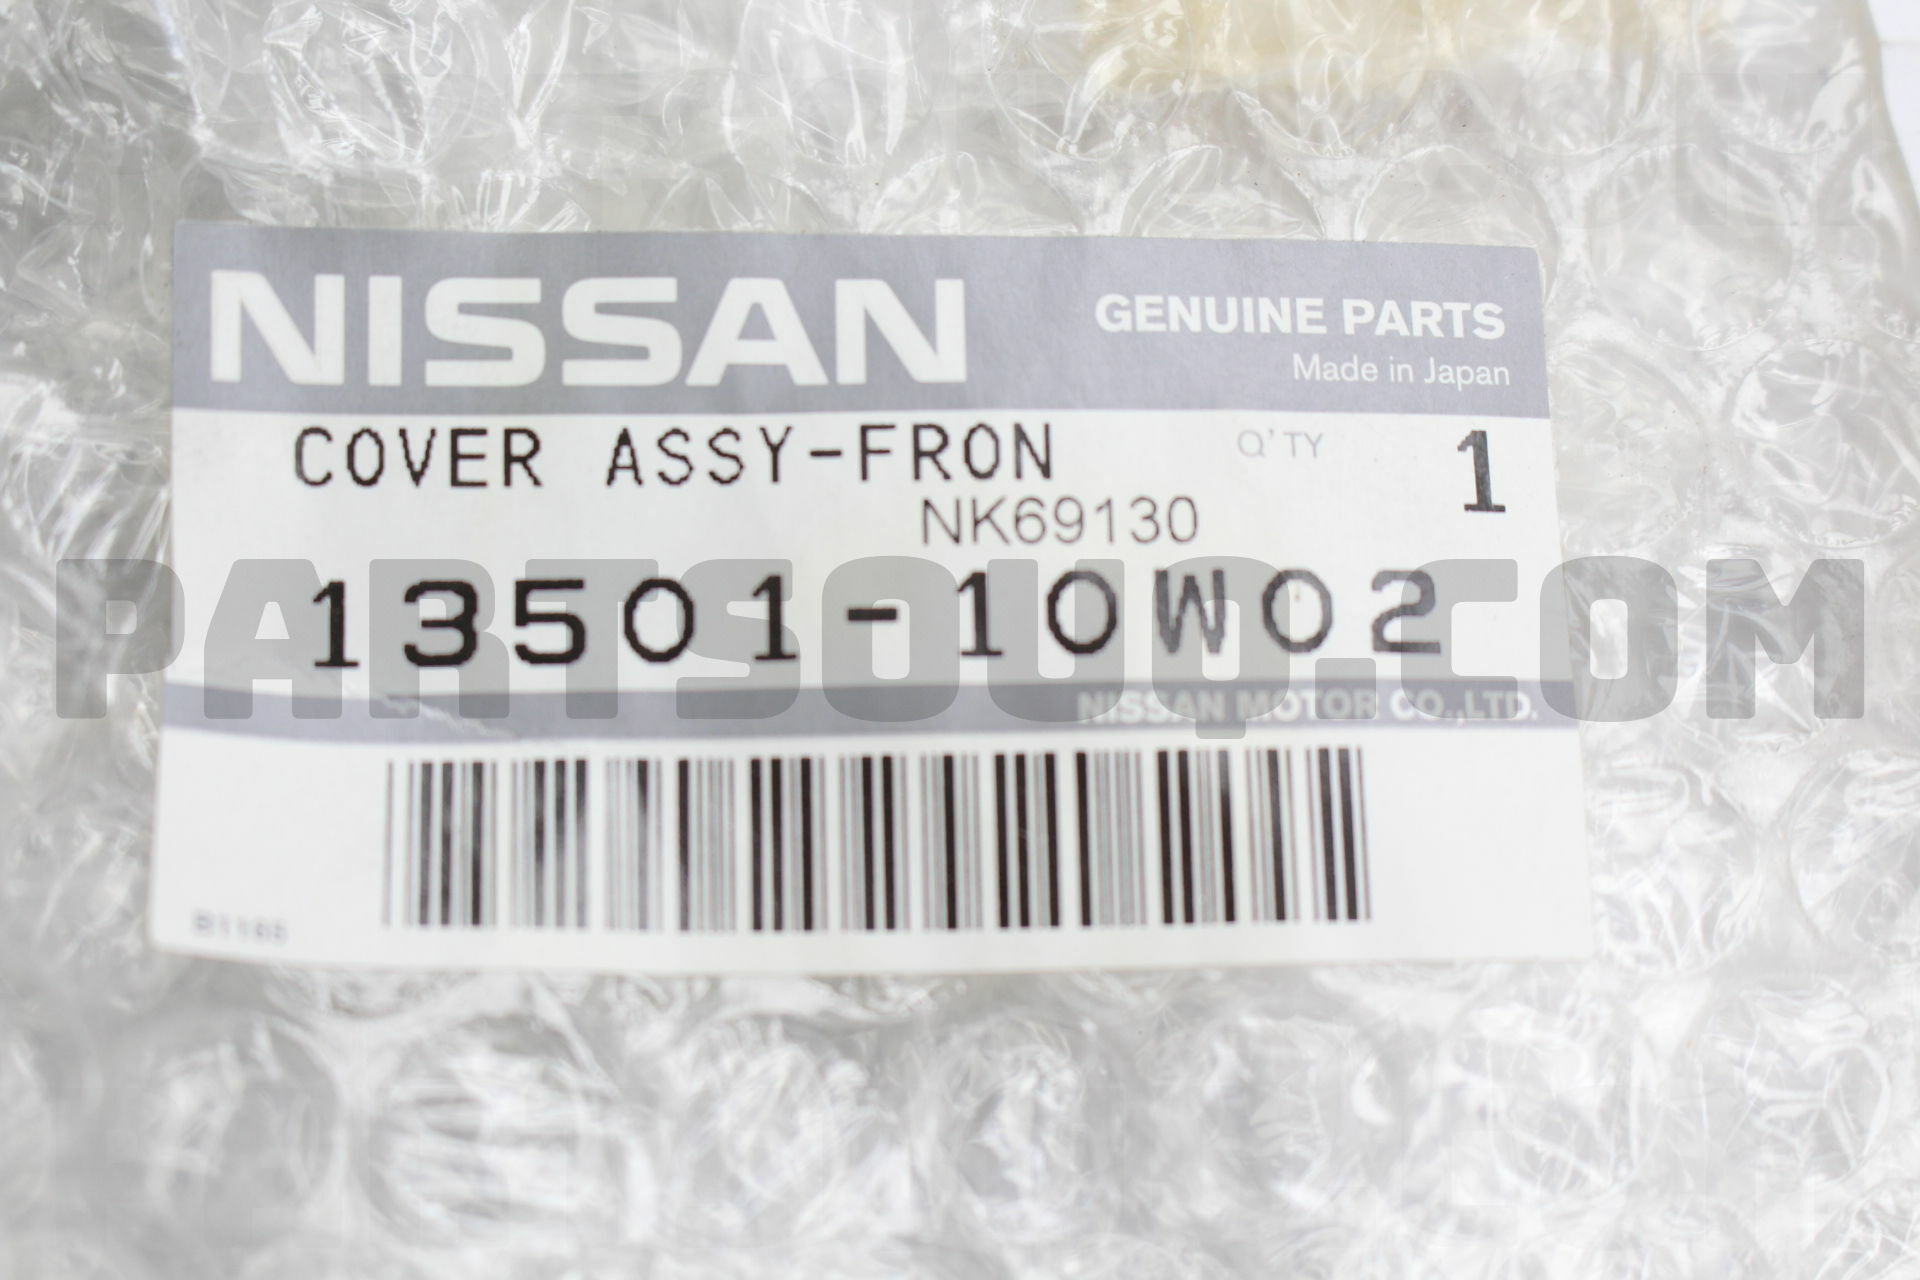 NISSAN
GENUINE PARTS
Made in Japan
COVER ASSY-FRON
Q'TY 1
NK69130
13501-10W02
PARTSOUQ.COM
NISSAN MOTOR CO.,LTD.